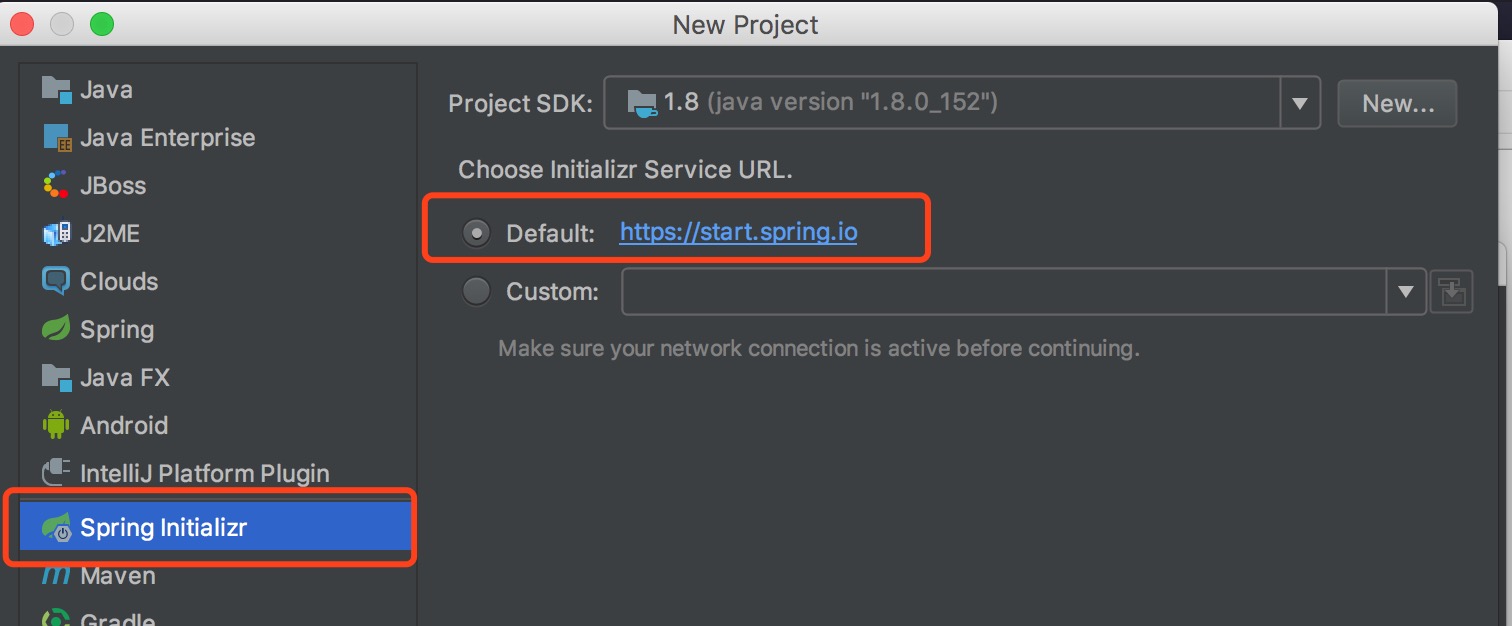 New Project
Java
Java Enterprise
JBoss
J2ME
Clouds
Spring
Java FX
Android
IntelliJ Platform Plugin
Spring Initializr
Maven
Gradle
Project SDK: 1.8 (java version "1.8.0_152") New...
Choose Initializr Service URL.
Default: https://start.spring.io
Custom:
Make sure your network connection is active before continuing.